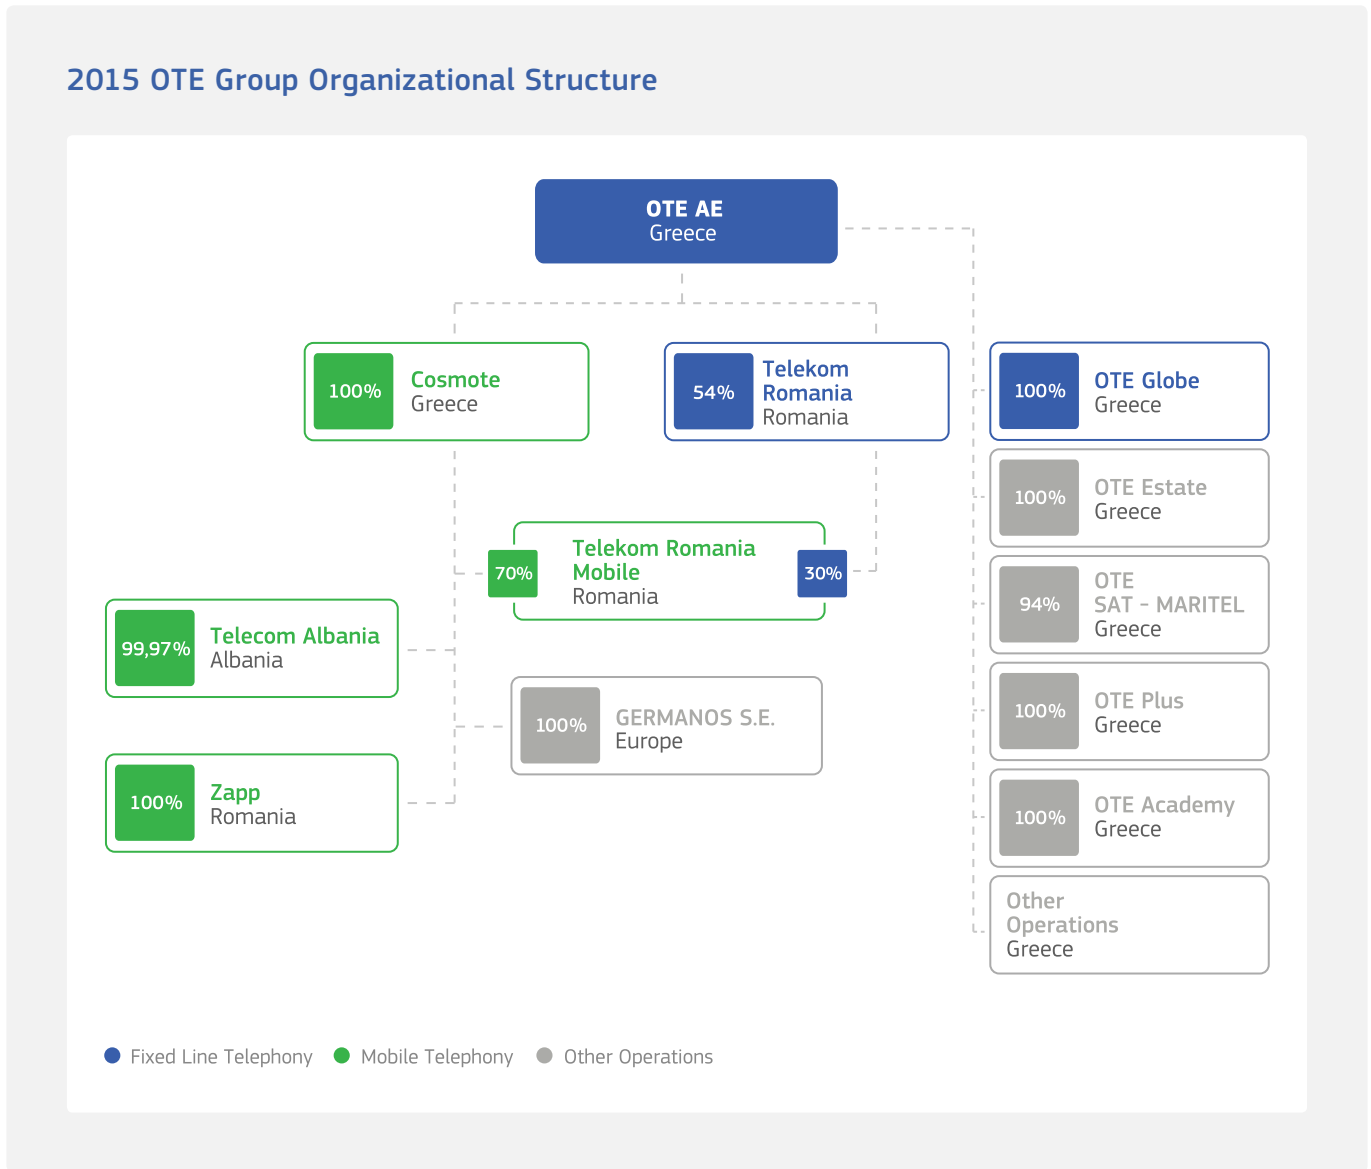 2015 OTE Group Organizational Structure
OTE AE
Greece
100%
Cosmote
Greece
54%
Telekom
Romania
Romania
70%
Telekom Romania
Mobile
Romania
30%
99,97%
Telecom Albania
Albania
100%
GERMANOS S.E.
Europe
100%
Zapp
Romania
100%
OTE Globe
Greece
100%
OTE Estate
Greece
94%
OTE
SAT - MARITEL
Greece
100%
OTE Plus
Greece
100%
OTE Academy
Greece
Other
Operations
Greece
Fixed Line Telephony
Mobile Telephony
Other Operations